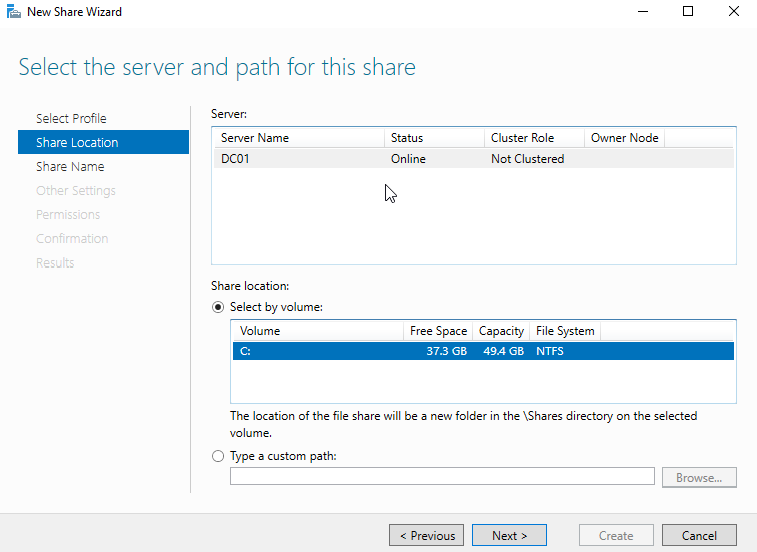 New Share Wizard
Select the server and path for this share
Select Profile
Share Location
Share Name
Other Settings
Permissions
Confirmation
Results
Server:
Server Name Status Cluster Role Owner Node
DC01 Online Not Clustered
Share location:
Select by volume:
Volume Free Space Capacity File System
C: 37.3 GB 49.4 GB NTFS
The location of the file share will be a new folder in the \Shares directory on the selected
volume.
Type a custom path:
Browse...
< Previous Next > Create Cancel